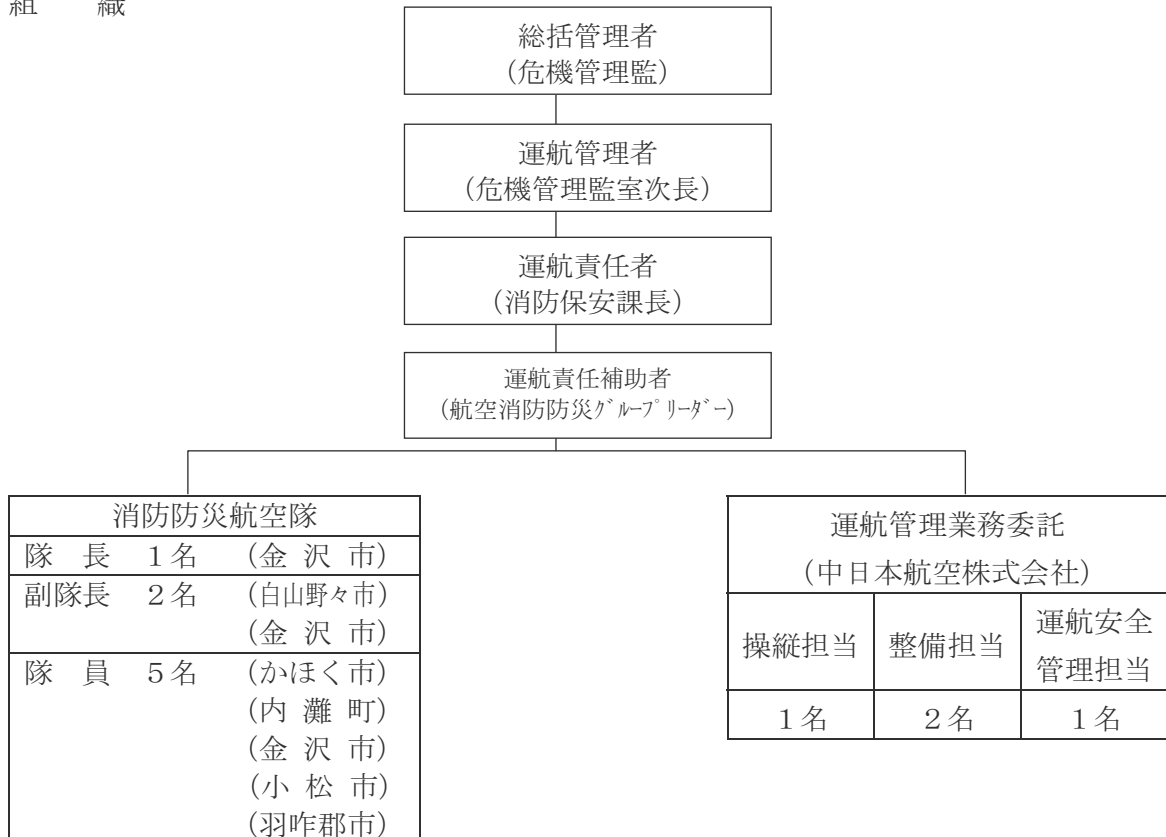 組　織
総括管理者
（危機管理監）
運航管理者
（危機管理監室次長）
運航責任者
（消防保安課長）
運航責任補助者
（航空消防防災ｸﾞﾙｰﾌﾟﾘｰﾀﾞｰ）
消防防災航空隊
隊　長　１名　（金 沢 市）
副隊長　２名　（白山野々市）
（金 沢 市）
隊　員　５名　（かほく市）
（内 灘 町）
（金 沢 市）
（小 松 市）
（羽咋郡市）
運航管理業務委託
（中日本航空株式会社）
操縦担当　整備担当　運航安全
管理担当
１名　２名　１名